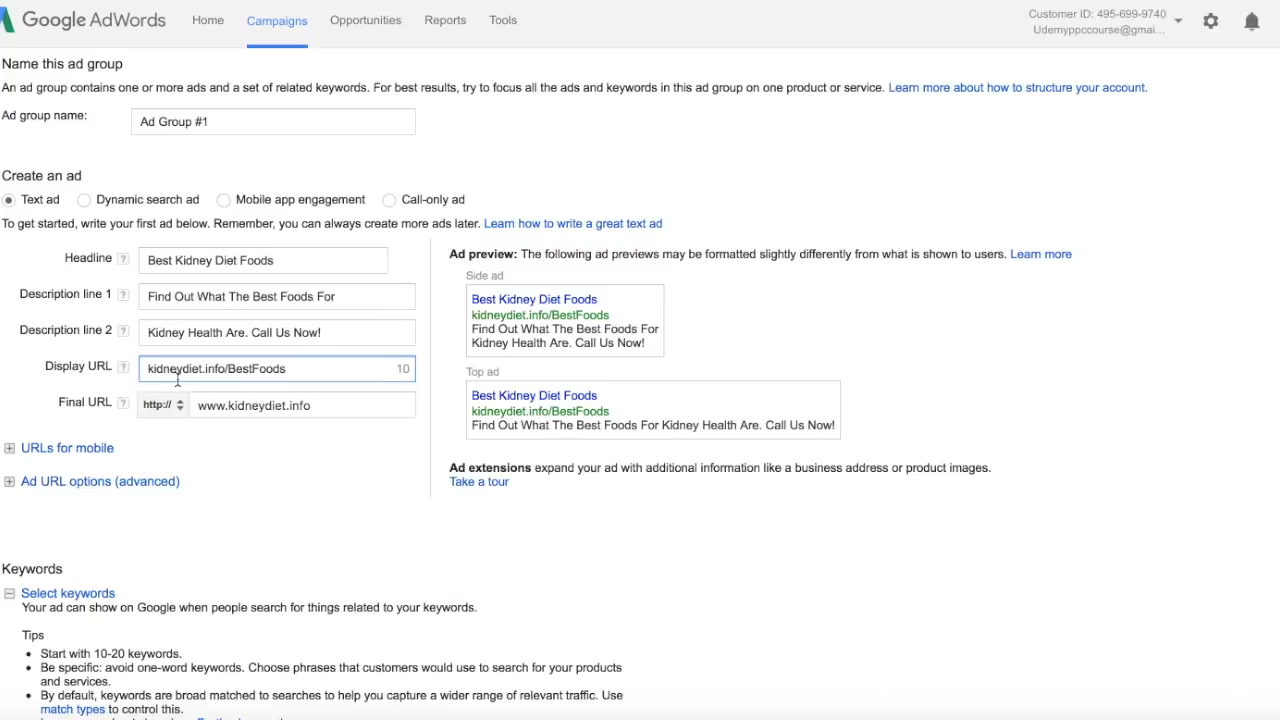 Google AdWords Home Campaigns Opportunities Reports Tools
Customer ID: 495-699-9740
Udemyppccourse@gmai...
Name this ad group
An ad group contains one or more ads and a set of related keywords. For best results, try to focus all the ads and keywords in this ad group on one product or service. Learn more about how to structure your account.
Ad group name: Ad Group #1
Create an ad
Text ad Dynamic search ad Mobile app engagement Call-only ad
To get started, write your first ad below. Remember, you can always create more ads later. Learn how to write a great text ad
Headline ? Best Kidney Diet Foods
Description line 1 ? Find Out What The Best Foods For
Description line 2 ? Kidney Health Are. Call Us Now!
Display URL ? kidneydiet.info/BestFoods 10
Final URL ? http:// www.kidneydiet.info
URLs for mobile
Ad URL options (advanced)
Ad preview: The following ad previews may be formatted slightly differently from what is shown to users. Learn more
Side ad
Best Kidney Diet Foods
kidneydiet.info/BestFoods
Find Out What The Best Foods For
Kidney Health Are. Call Us Now!
Top ad
Best Kidney Diet Foods
kidneydiet.info/BestFoods
Find Out What The Best Foods For Kidney Health Are. Call Us Now!
Ad extensions expand your ad with additional information like a business address or product images.
Take a tour
Keywords
Select keywords
Your ad can show on Google when people search for things related to your keywords.
Tips
• Start with 10-20 keywords.
• Be specific: avoid one-word keywords. Choose phrases that customers would use to search for your products
and services.
• By default, keywords are broad matched to searches to help you capture a wider range of relevant traffic. Use
match types to control this.